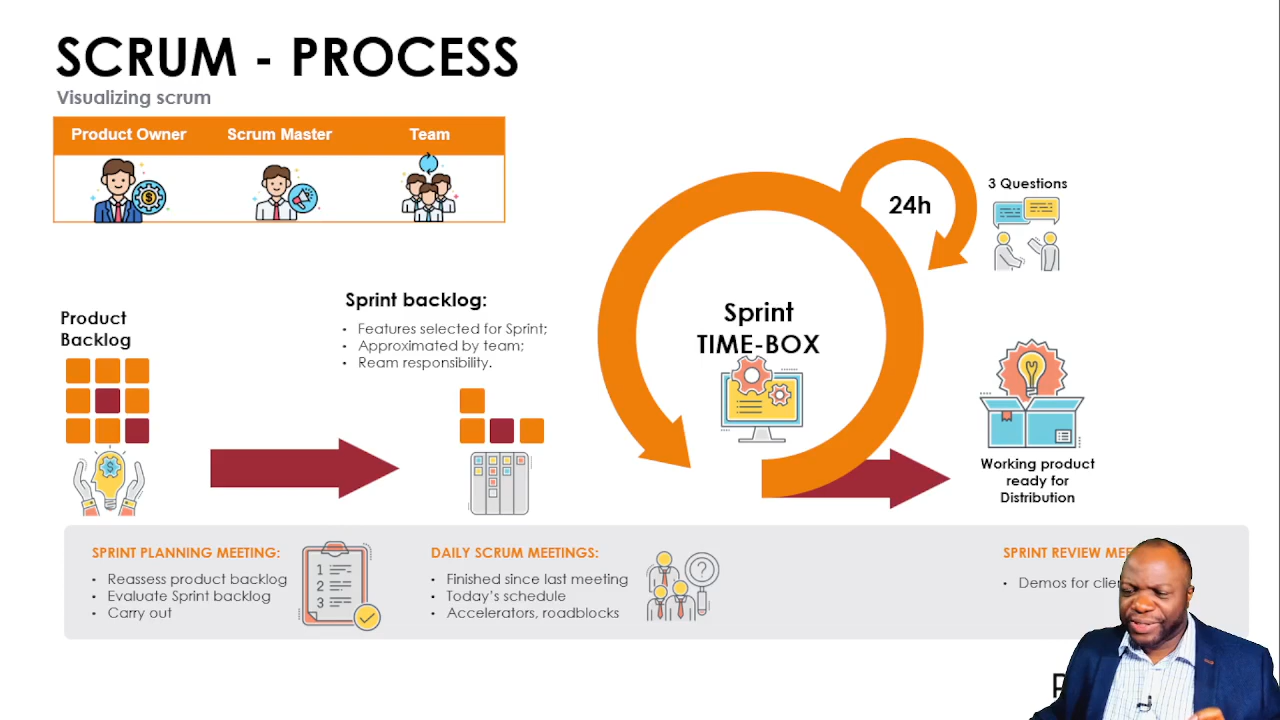 SCRUM - PROCESS
Visualizing scrum
Product Owner
Scrum Master
Team
24h
3 Questions
Product
Backlog
Sprint backlog:
• Features selected for Sprint;
• Approximated by team;
• Ream responsibility.
Sprint
TIME-BOX
Working product
ready for
Distribution
SPRINT PLANNING MEETING:
• Reassess product backlog
• Evaluate Sprint backlog
• Carry out
1
2
3
DAILY SCRUM MEETINGS:
• Finished since last meeting
• Today's schedule
• Accelerators, roadblocks
?
SPRINT REVIEW
• Demos for